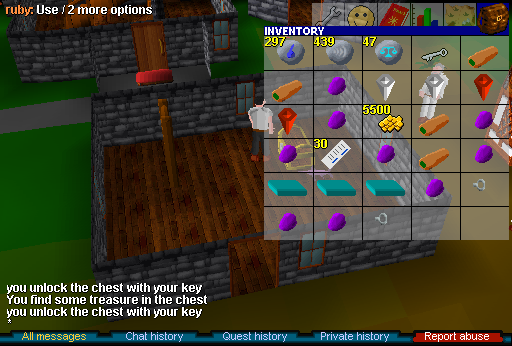 ruby: Use / 2 more options
INVENTORY
297 439 47
5500
30
you unlock the chest with your key
You find some treasure in the chest
you unlock the chest with your key
*
All messages Chat history Quest history Private history Report abuse